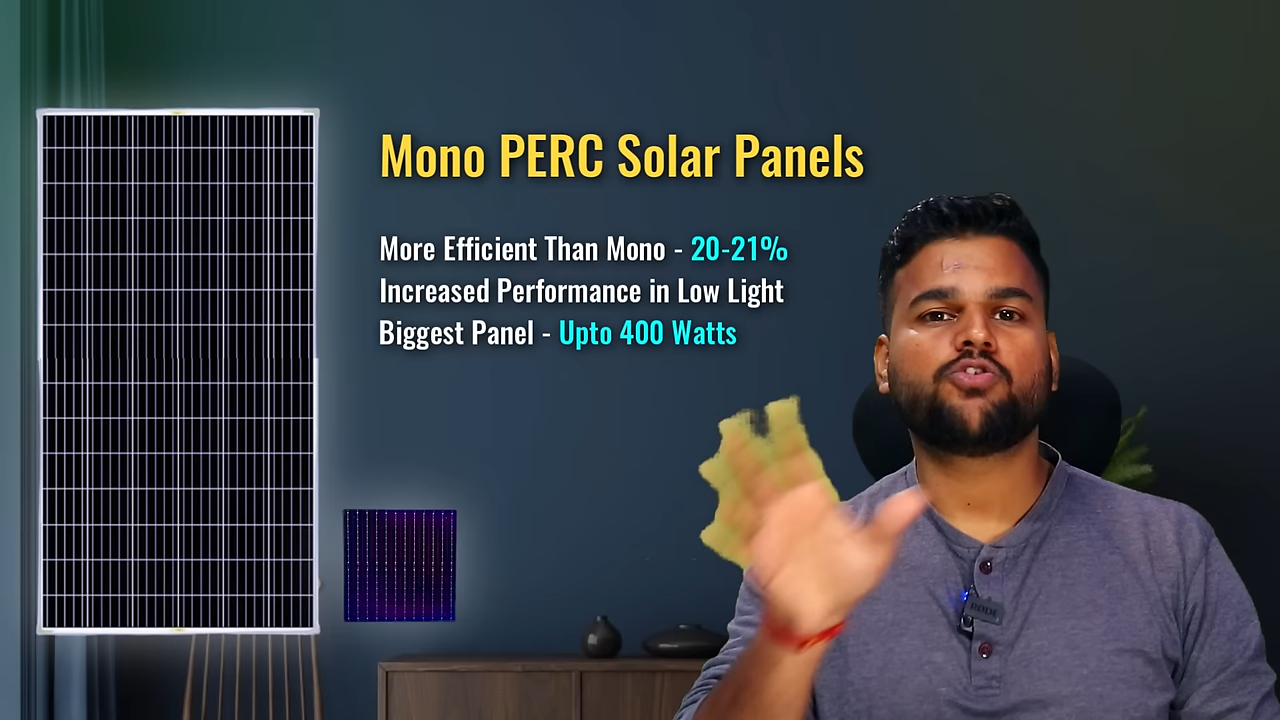 Mono PERC Solar Panels
More Efficient Than Mono - 20-21%
Increased Performance in Low Light
Biggest Panel - Upto 400 Watts
RODE